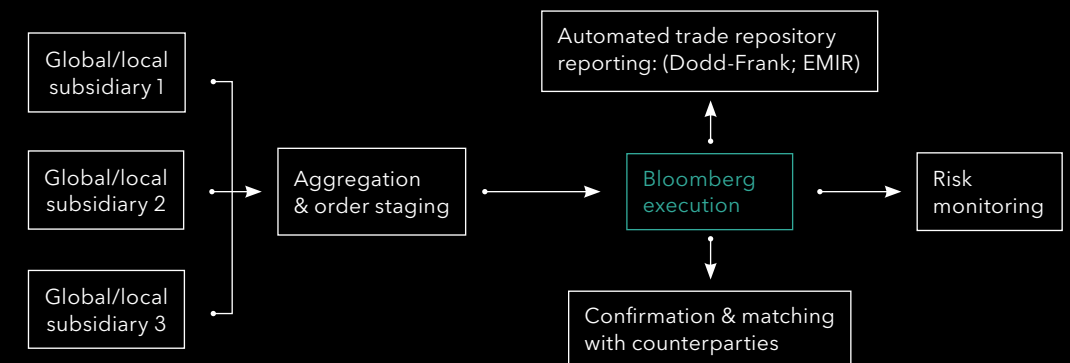 Global/local
subsidiary 1
Global/local
subsidiary 2
Global/local
subsidiary 3
Aggregation
& order staging
Automated trade repository
reporting: (Dodd-Frank; EMIR)
Bloomberg
execution
Confirmation & matching
with counterparties
Risk
monitoring